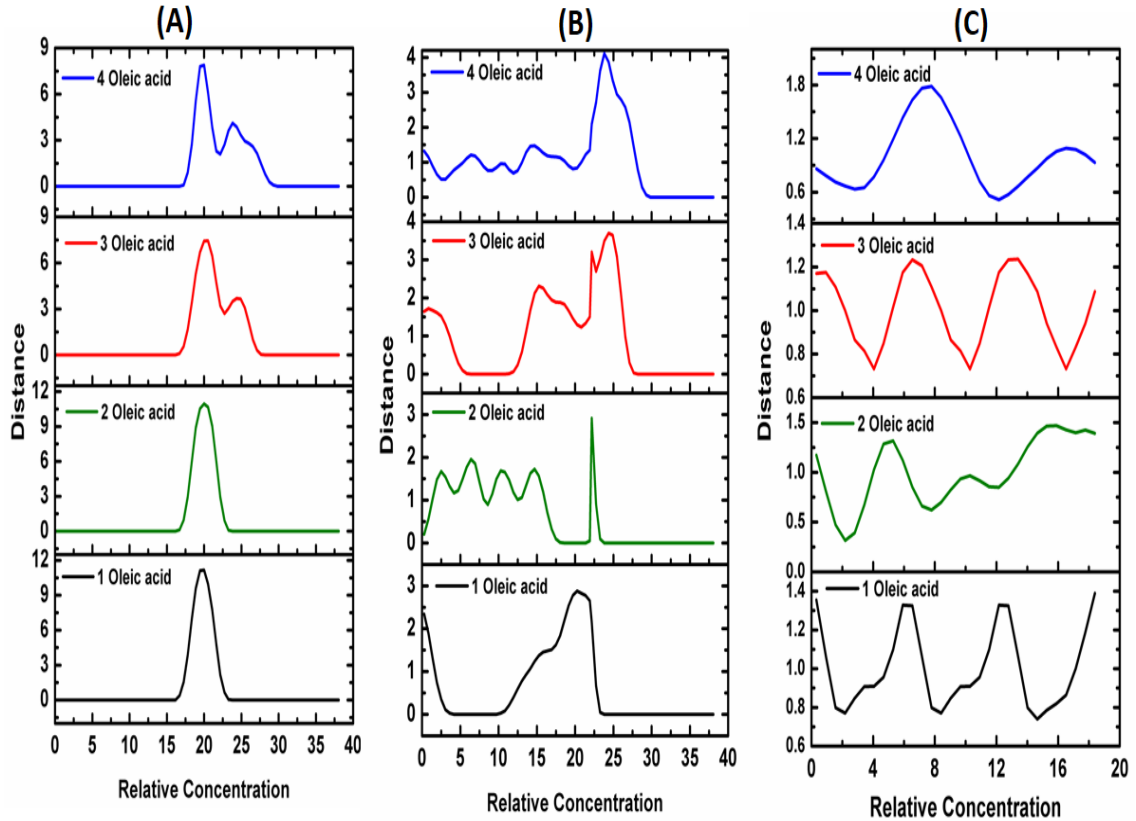 (A)
9
6
3
0
4 Oleic acid
9
6
3
0
3 Oleic acid
12
9
6
3
0
2 Oleic acid
12
9
6
3
0
1 Oleic acid
0 5 10 15 20 25 30 35 40
Relative Concentration
Distance
(B)
4
3
2
1
0
4 Oleic acid
4
3
2
1
0
3 Oleic acid
3
2
1
0
2 Oleic acid
3
2
1
0
1 Oleic acid
0 5 10 15 20 25 30 35 40
Relative Concentration
Distance
(C)
1.8
1.2
0.6
4 Oleic acid
1.4
1.2
1.0
0.8
0.6
3 Oleic acid
1.5
1.0
0.5
0.0
2 Oleic acid
1.4
1.2
1.0
0.8
0.6
1 Oleic acid
0 4 8 12 16 20
Relative Concentration
Distance